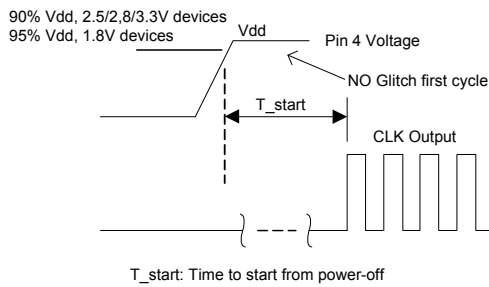 90% Vdd, 2.5/2,8/3.3V devices
95% Vdd, 1.8V devices
Vdd
Pin 4 Voltage
NO Glitch first cycle
T_start
CLK Output
T_start: Time to start from power-off